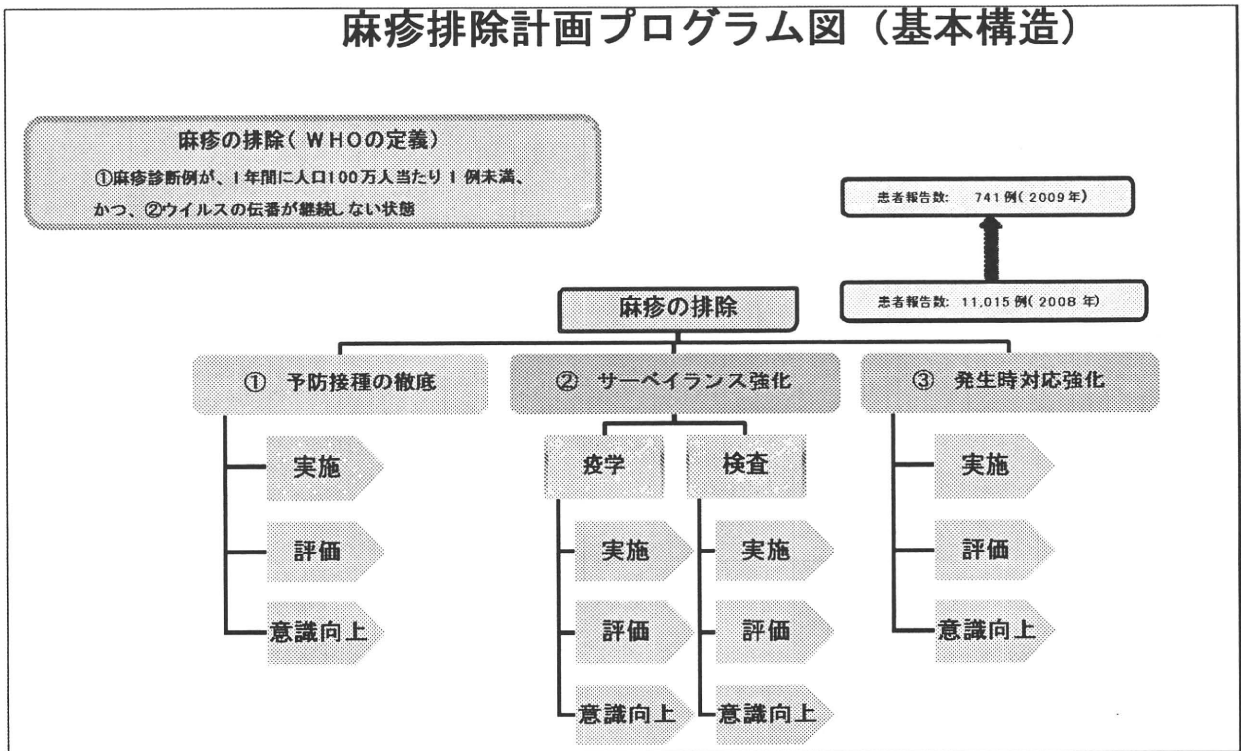 麻疹排除計画プログラム図（基本構造）
麻疹の排除（WHOの定義）
①麻疹診断例が、1年間に人口100万人当たり1例未満、
かつ、②ウイルスの伝番が継続しない状態
患者報告数: 741例（2009年）
患者報告数: 11,015例（2008年）
麻疹の排除
① 予防接種の徹底
② サーベイランス強化
③ 発生時対応強化
実施
評価
意識向上
疫学
検査
実施
実施
評価
評価
意識向上
意識向上
実施
評価
意識向上